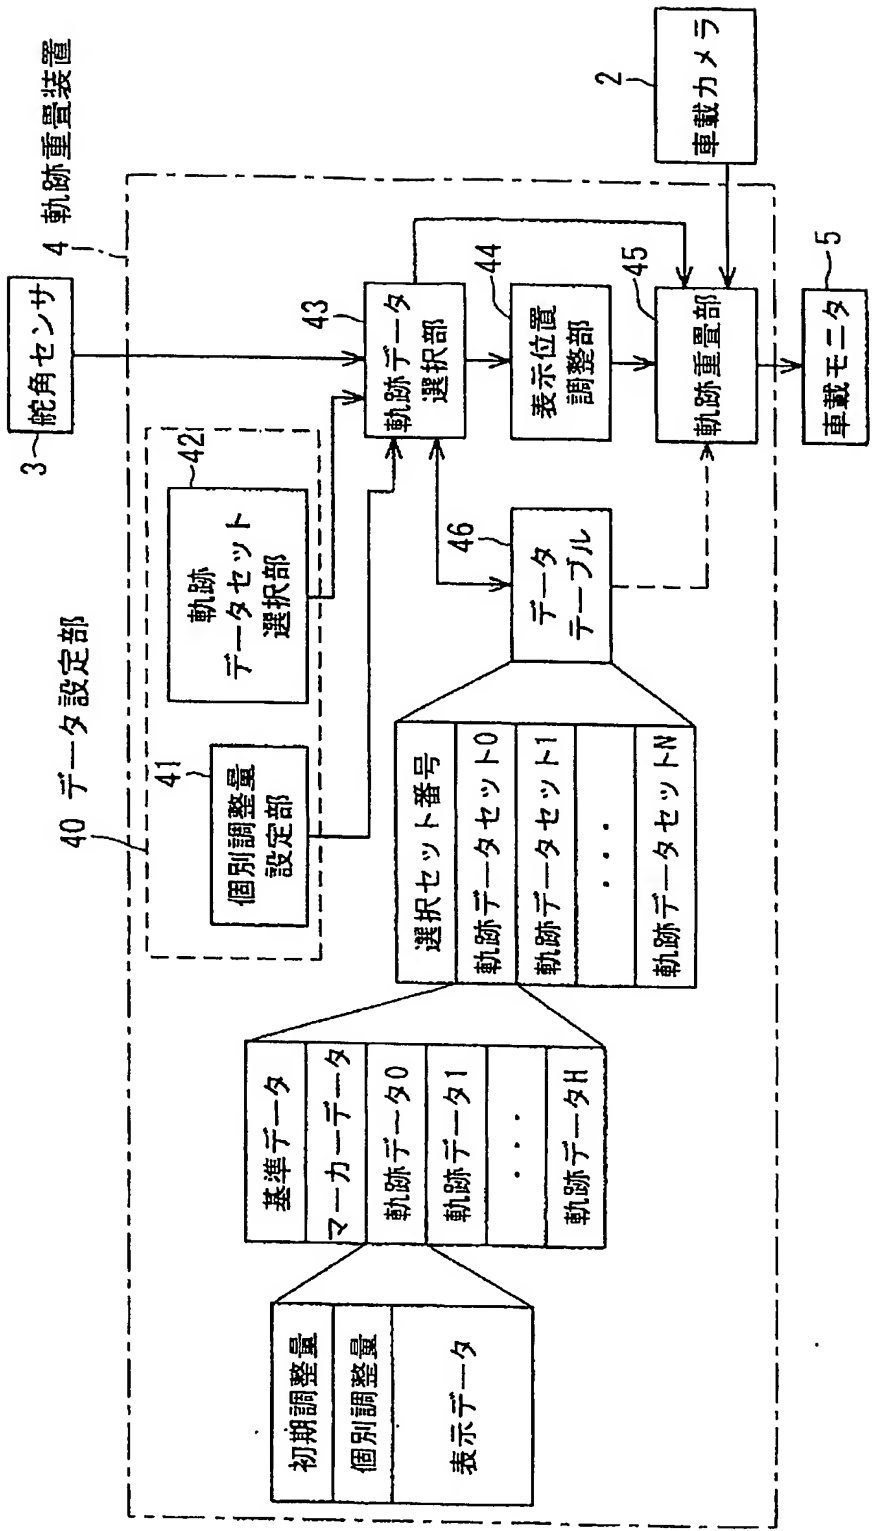 4 軌跡重畳装置
3
舵角センサ
40 データ設定部
41
個別調整量
設定部
42
軌跡
データセット
選択部
43
軌跡データ
選択部
44
表示位置
調整部
45
軌跡重畳部
2
車載カメラ
5
車載モニタ
46
データ
テーブル
選択セット番号
軌跡データセット0
軌跡データセット1
・・・
軌跡データセットN
基準データ
マーカーデータ
軌跡データ0
軌跡データ1
・・・
軌跡データH
初期調整量
個別調整量
表示データ